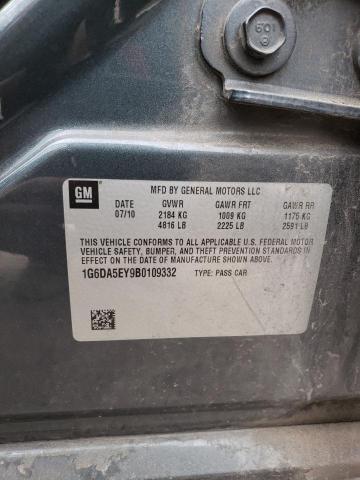 601
8
GM
MFD BY GENERAL MOTORS LLC
DATE GVWR GAWR FRT GAWR RR
07/10 2184 KG 1009 KG 1175 KG
4816 LB 2225 LB 2591 LB
THIS VEHICLE CONFORMS TO ALL APPLICABLE U.S. FEDERAL MOTOR
VEHICLE SAFETY, BUMPER, AND THEFT PREVENTION STANDARDS
IN EFFECT ON THE DATE OF MANUFACTURE SHOWN ABOVE.
1G6DA5EY9B0109332 TYPE: PASS CAR